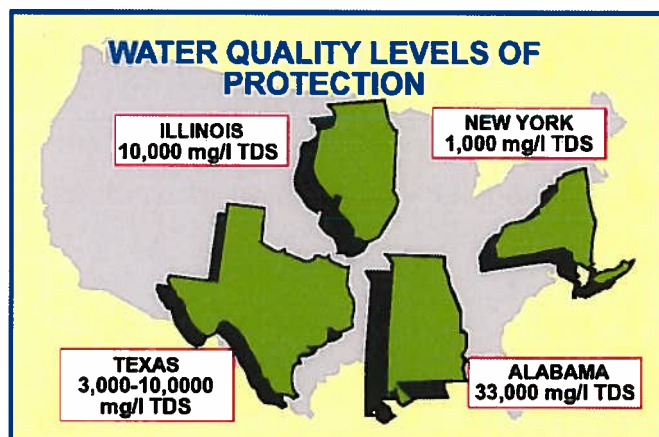 WATER QUALITY LEVELS OF
PROTECTION
ILLINOIS
10,000 mg/l TDS
NEW YORK
1,000 mg/l TDS
TEXAS
3,000-10,0000
mg/l TDS
ALABAMA
33,000 mg/l TDS